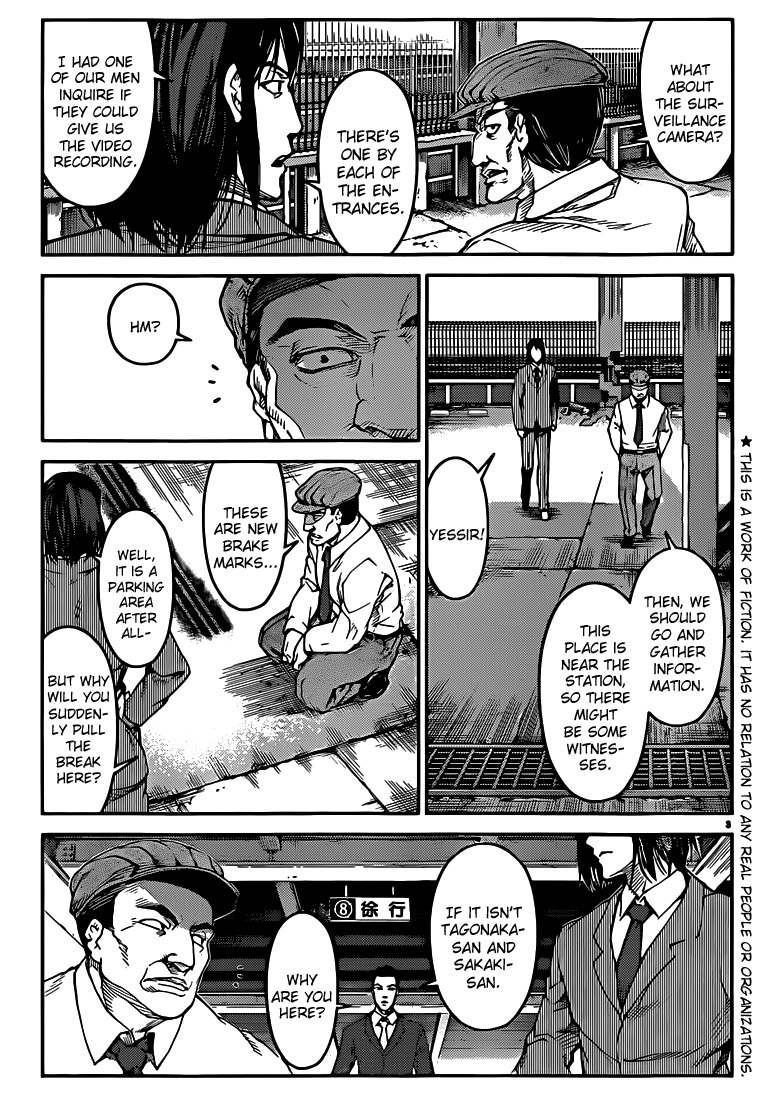 WHAT
ABOUT
THE SUR-
VEILLANCE
CAMERA?
THERE'S
ONE BY
EACH OF
THE EN-
TRANCES.
I HAD ONE
OF OUR MEN
INQUIRE IF
THEY COULD
GIVE US
THE VIDEO
RECORDING.
THEN, WE
SHOULD
GO AND
GATHER
INFOR-
MATION.
THIS
PLACE IS
NEAR THE
STATION,
SO THERE
MIGHT
BE SOME
WITNES-
SES.
YESSIR!
HM?
THESE
ARE NEW
BRAKE
MARKS...
WELL,
IT IS A
PARKING
AREA
AFTER
ALL-
BUT WHY
WILL YOU
SUDDEN-
LY PULL
THE
BREAK
HERE?
3
IF IT ISN'T
TAGONAKA-
SAN AND
SAKAKI-
SAN.
WHY
ARE YOU
HERE?
⑧ 徐行
★ THIS IS A WORK OF FICTION. IT HAS NO RELATION TO ANY REAL PEOPLE OR ORGANIZATIONS.